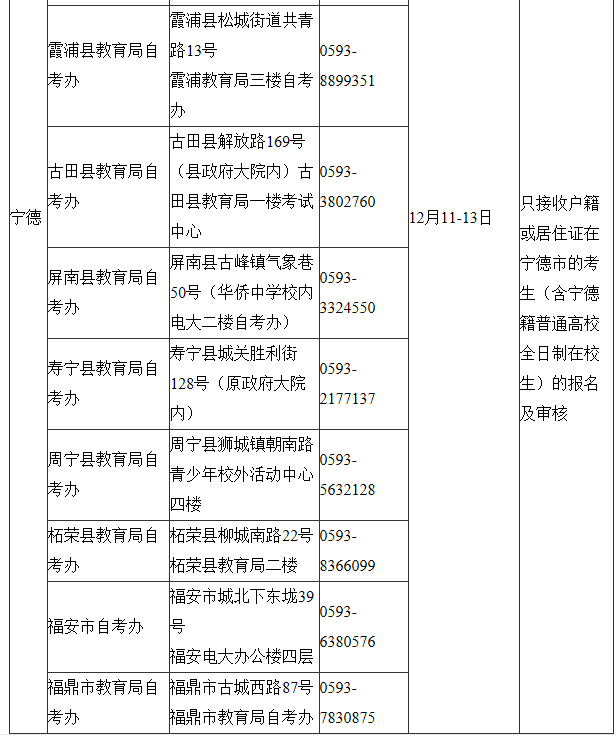 宁德
霞浦县教育局自
考办
霞浦县松城街道共青
路13号
霞浦教育局三楼自考
办
0593-
8899351
古田县教育局自
考办
古田县解放路169号
（县政府大院内）古
田县教育局一楼考试
中心
0593-
3802760
屏南县教育局自
考办
屏南县古峰镇气象巷
50号（华侨中学校内
电大二楼自考办）
0593-
3324550
寿宁县教育局自
考办
寿宁县城关胜利街
128号（原政府大院
内）
0593-
2177137
周宁县教育局自
考办
周宁县狮城镇朝南路
青少年校外活动中心
四楼
0593-
5632128
柘荣县教育局自
考办
柘荣县柳城南路22号
柘荣县教育局二楼
0593-
8366099
福安市自考办
福安市城北下东垅39
号
福安电大办公楼四层
0593-
6380576
福鼎市教育局自
考办
福鼎市古城西路87号
福鼎市教育局自考办
0593-
7830875
12月11-13日
只接收户籍
或居住证在
宁德市的考
生（含宁德
籍普通高校
全日制在校
生）的报名
及审核